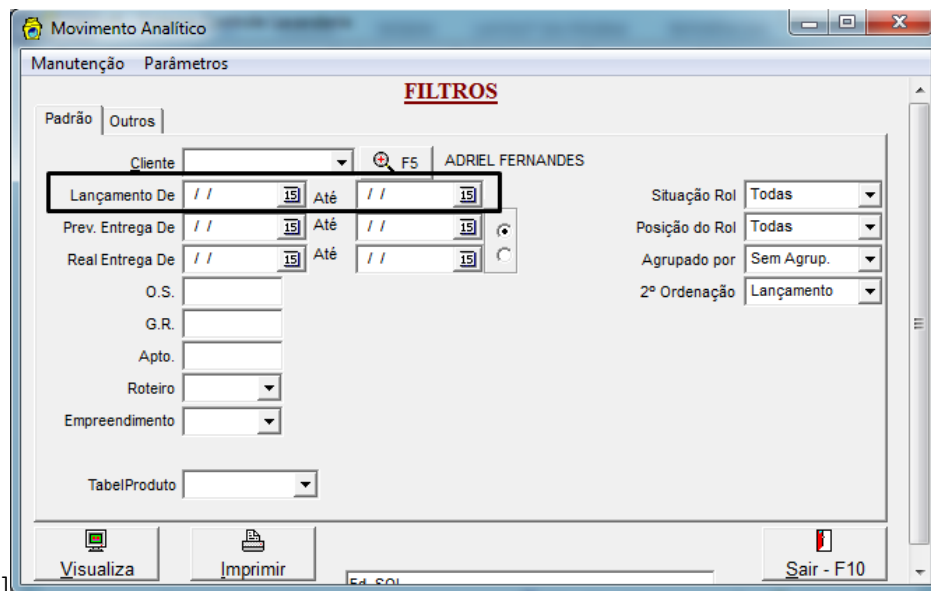 Movimento Analítico
Manutenção Parâmetros
FILTROS
Padrão Outros
Cliente F5 ADRIEL FERNANDES
Lançamento De / / 15 Até / / 15 Situação Rol Todas
Prev. Entrega De / / 15 Até / / 15 Posição do Rol Todas
Real Entrega De / / 15 Até / / 15 Agrupado por Sem Agrup.
O.S. 2º Ordenação Lançamento
G.R.
Apto.
Roteiro
Empreendimento
TabelProduto
Visualiza Imprimir Sair - F10